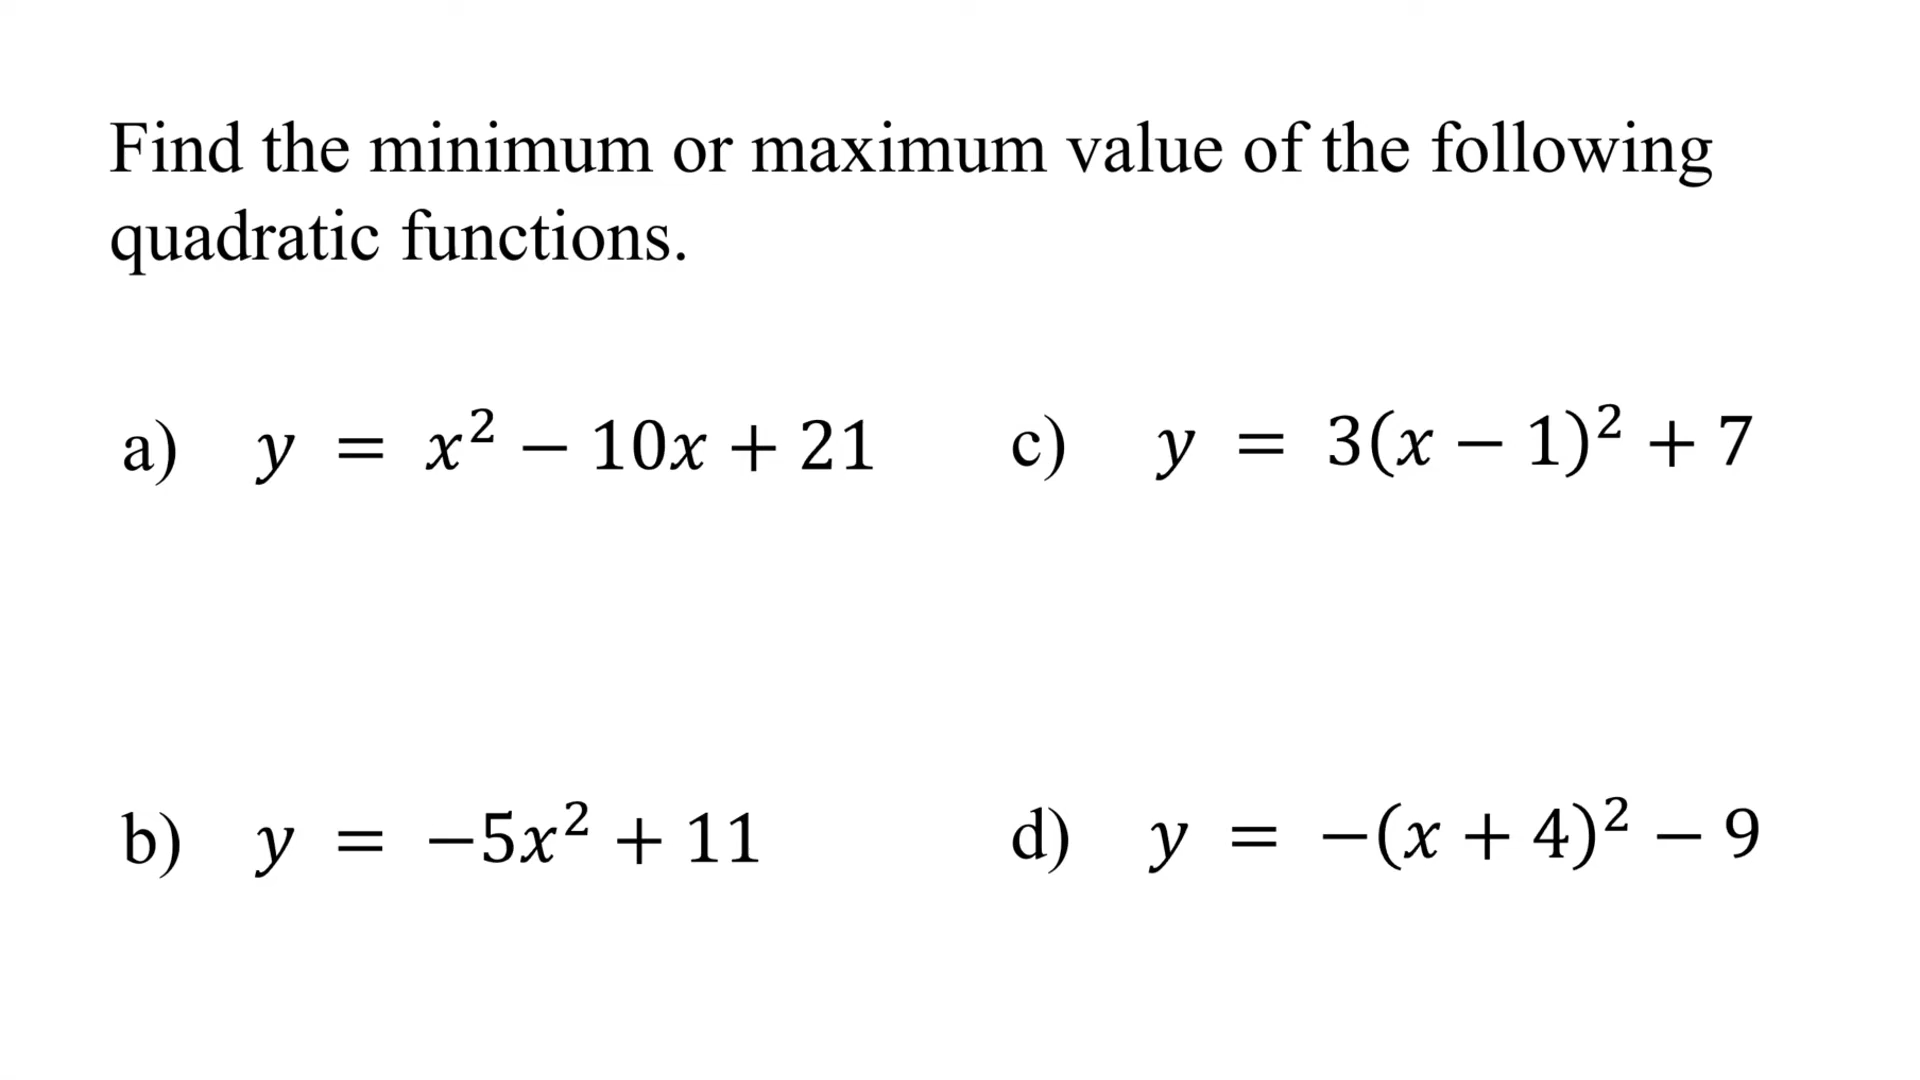 Find the minimum or maximum value of the following
quadratic functions.
a) y = x² − 10x + 21
c) y = 3(x − 1)² + 7
b) y = −5x² + 11
d) y = −(x + 4)² − 9